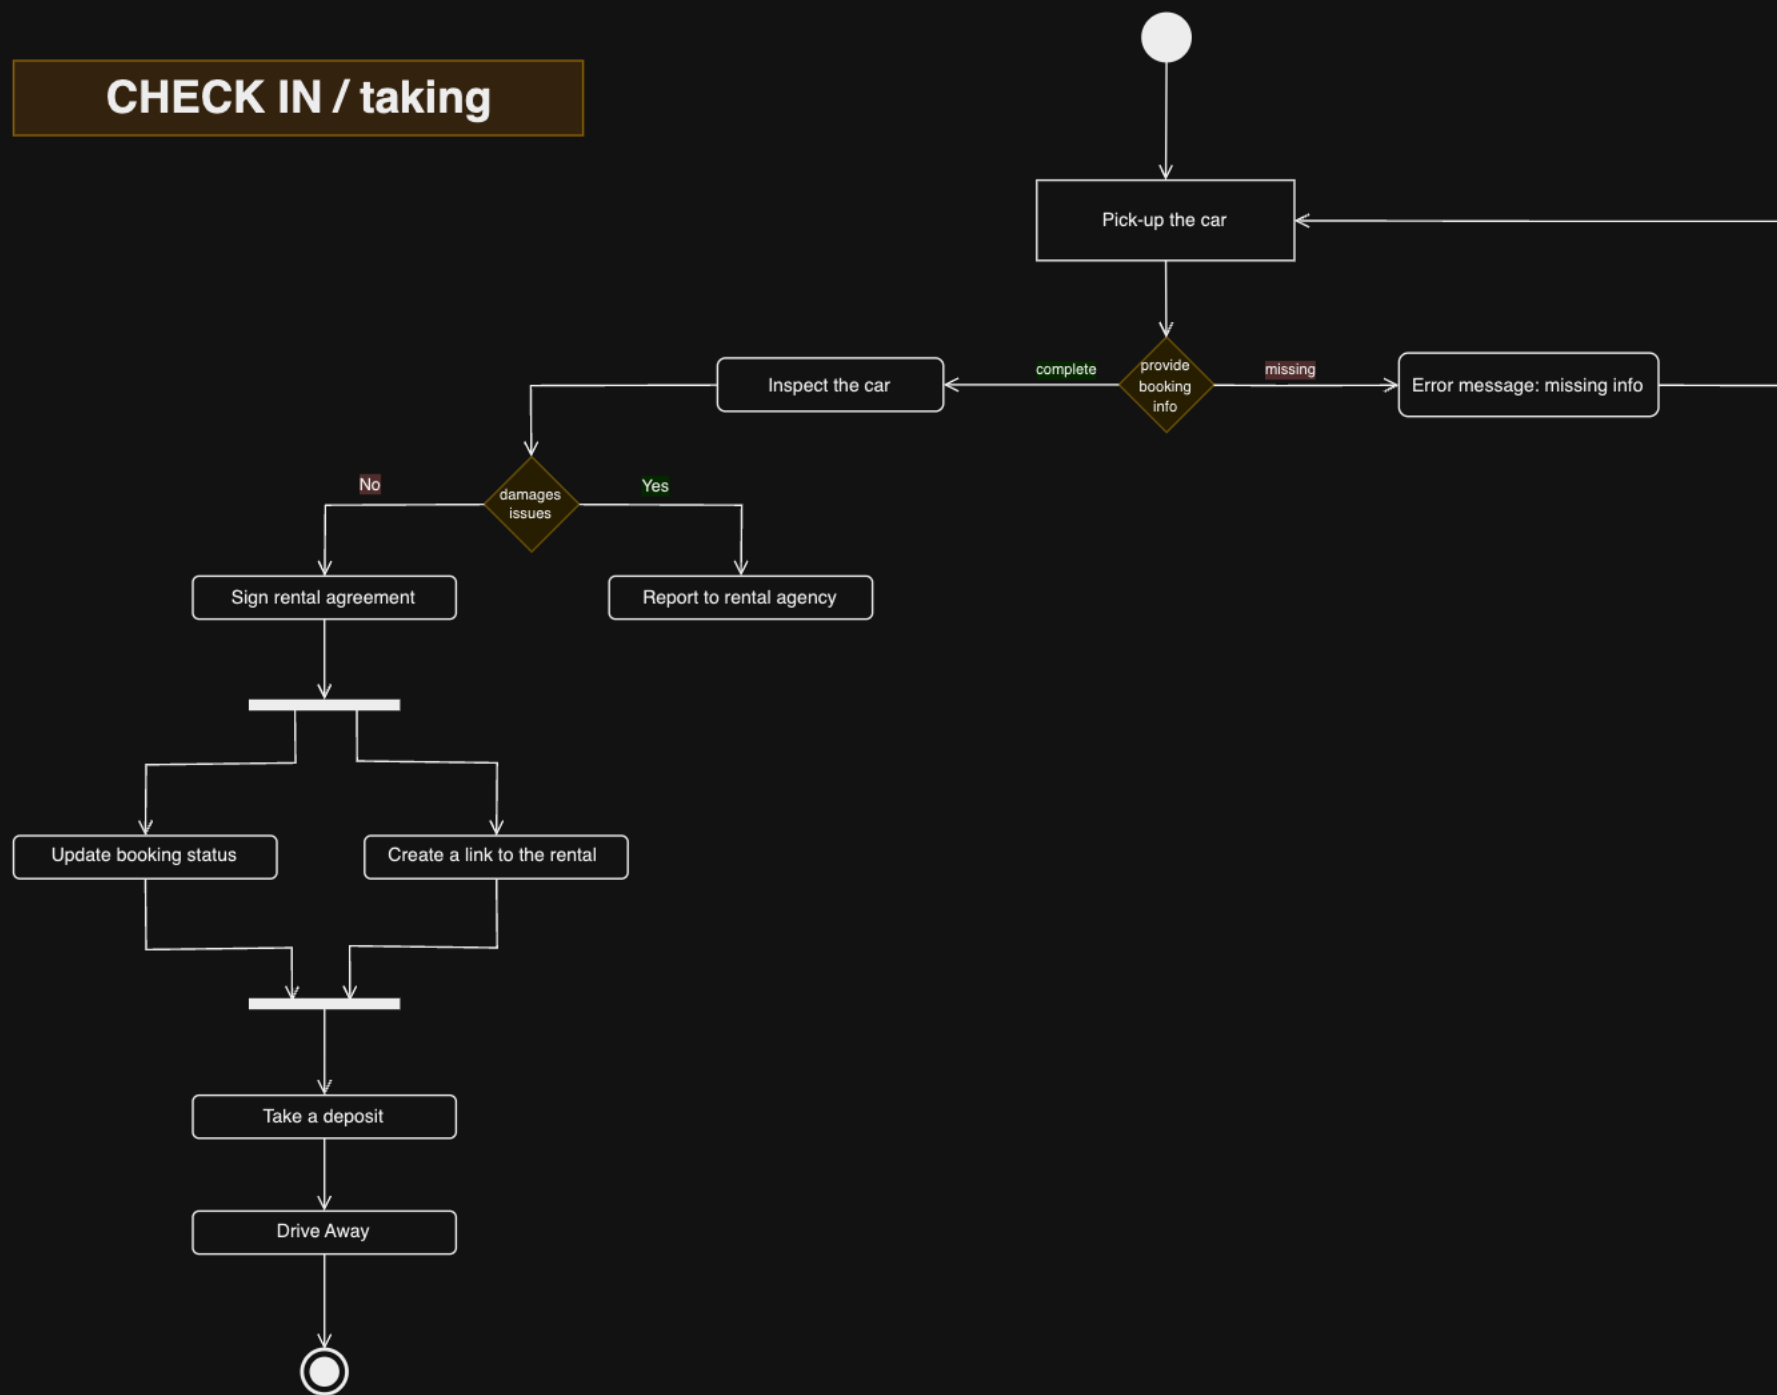 CHECK IN / taking
Pick-up the car
provide
booking
info
complete
missing
Inspect the car
Error message: missing info
damages
issues
No
Yes
Sign rental agreement
Report to rental agency
Update booking status
Create a link to the rental
Take a deposit
Drive Away